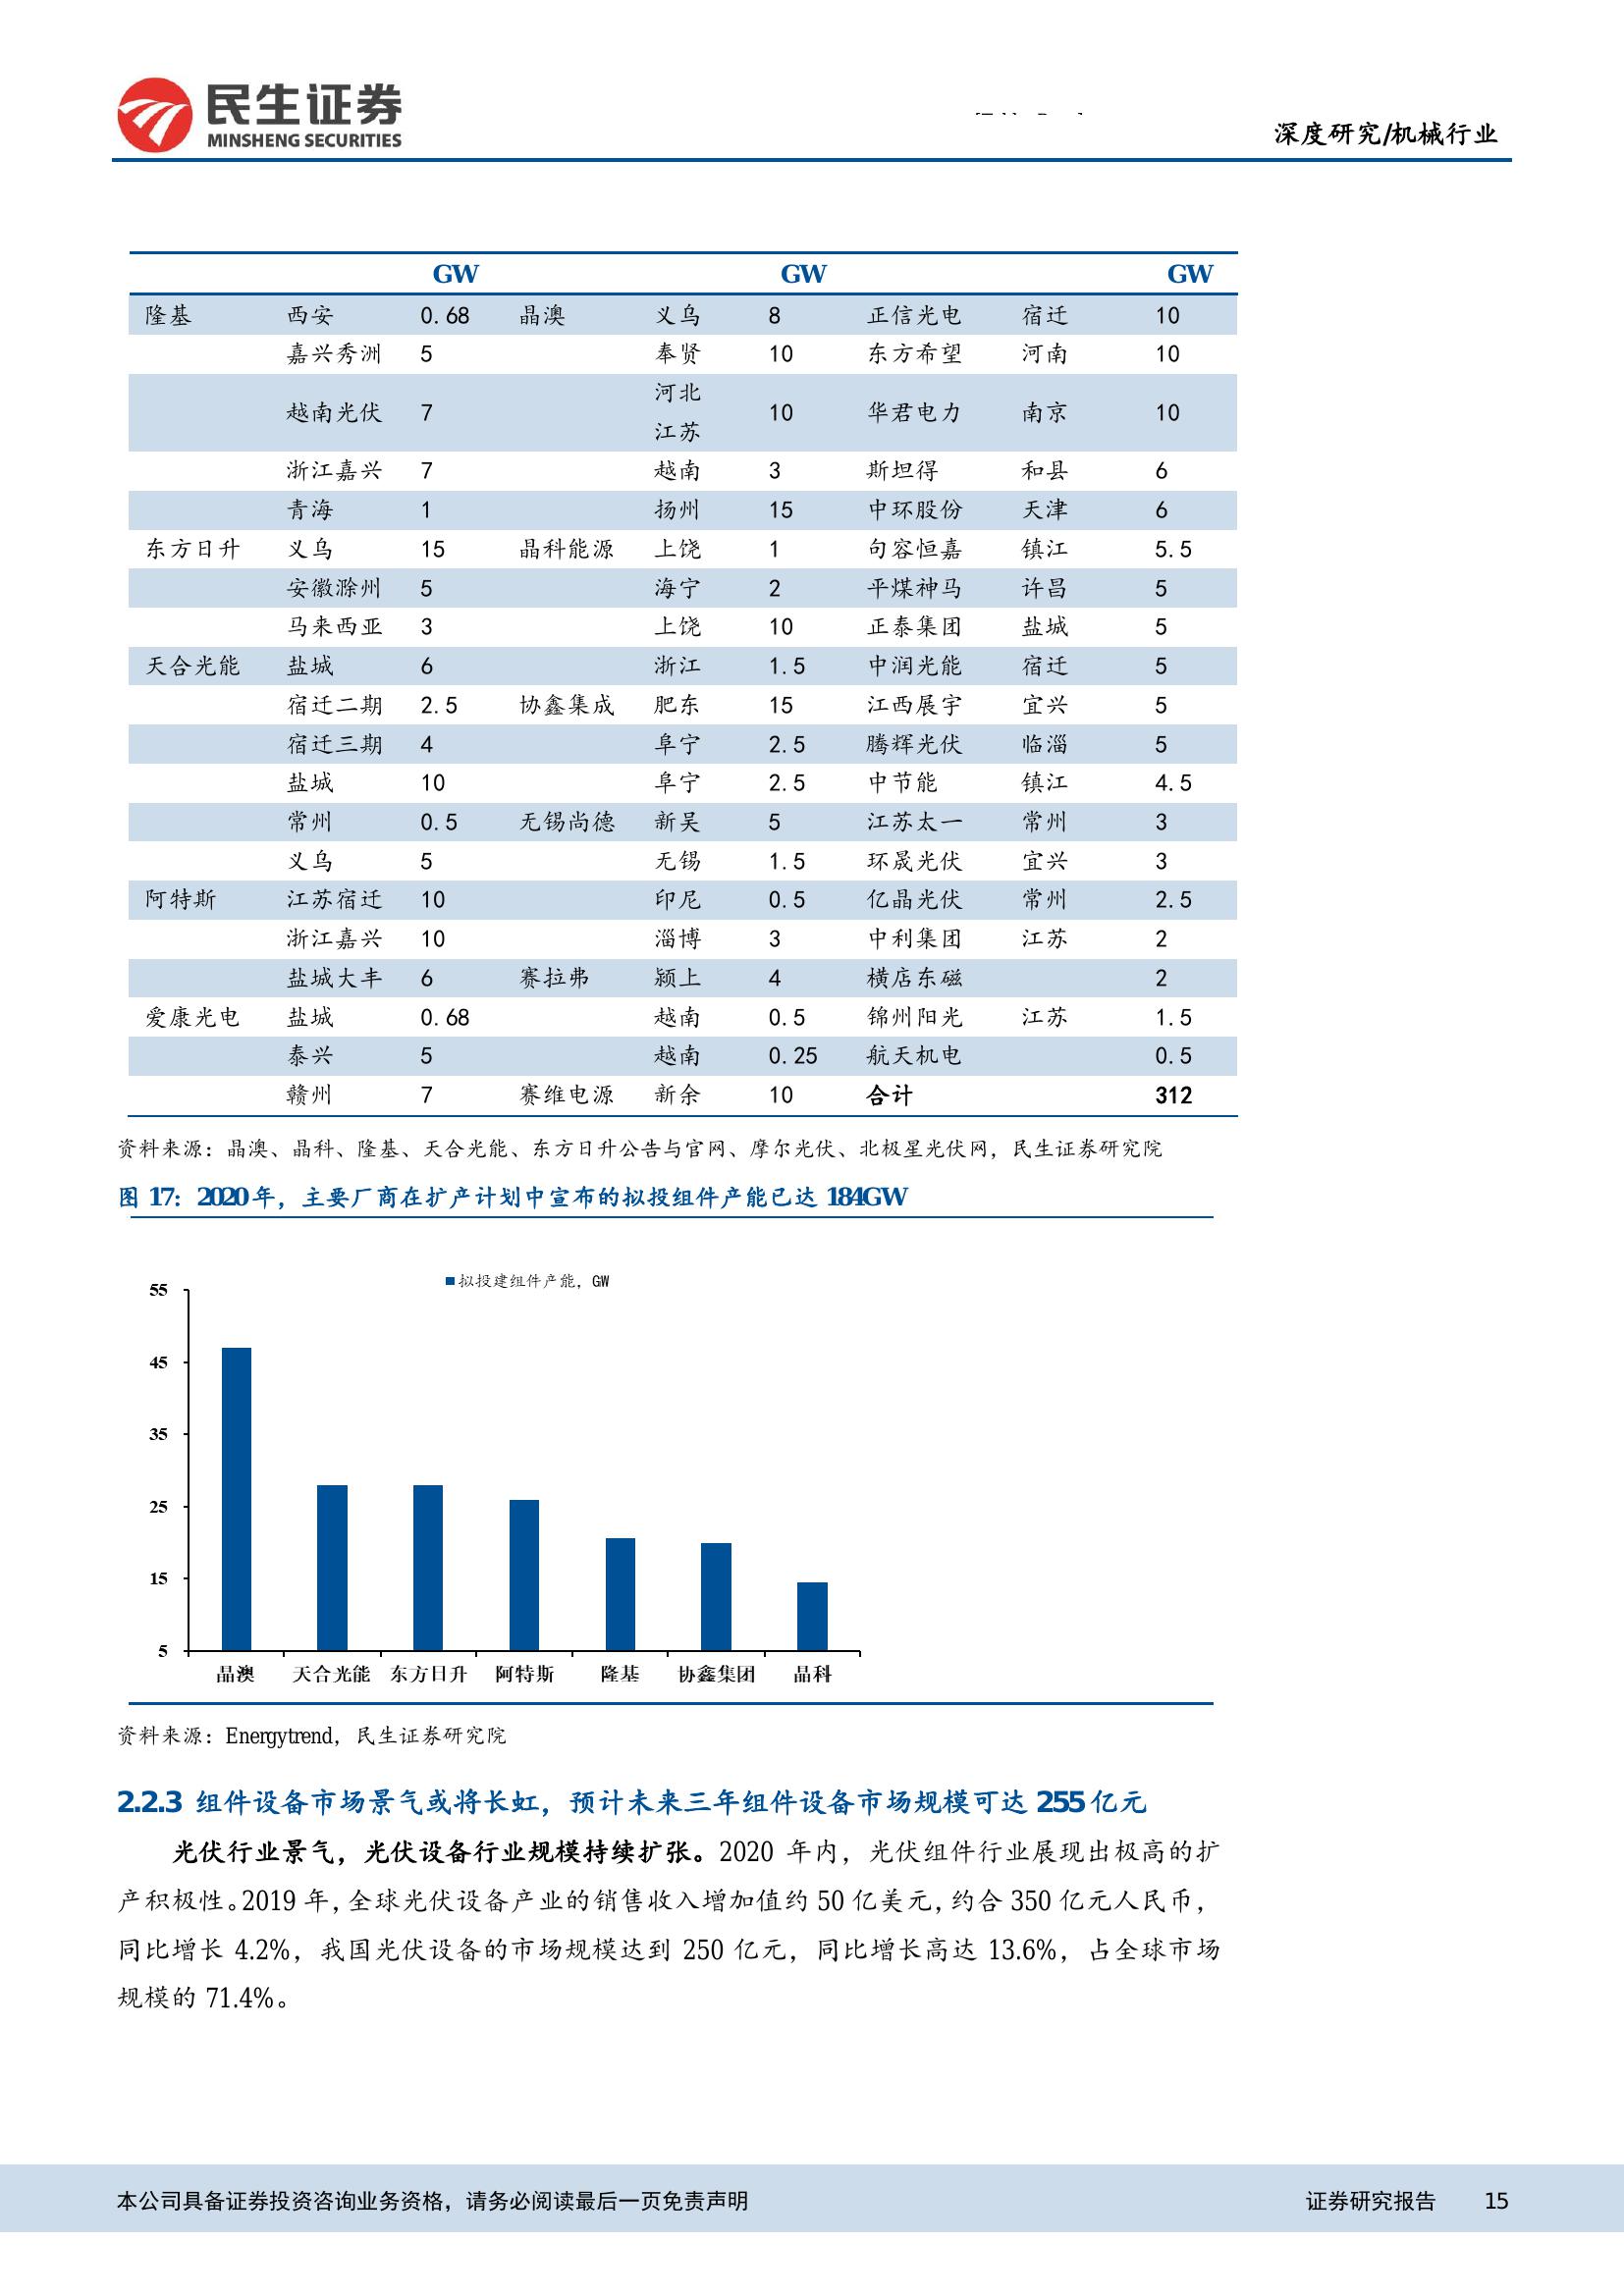 民生证券
MINSHENG SECURITIES
深度研究/机械行业
GW GW GW
隆基 西安 0.68 晶澳 义乌 8 正信光电 宿迁 10
嘉兴秀洲 5 奉贤 10 东方希望 河南 10
越南光伏 7 河北 江苏 10 华君电力 南京 10
浙江嘉兴 7 越南 3 斯坦得 和县 6
青海 1 扬州 15 中环股份 天津 6
东方日升 义乌 15 晶科能源 上饶 1 句容恒嘉 镇江 5.5
安徽滁州 5 海宁 2 平煤神马 许昌 5
马来西亚 3 上饶 10 正泰集团 盐城 5
天合光能 盐城 6 浙江 1.5 中润光能 宿迁 5
宿迁二期 2.5 协鑫集成 肥东 15 江西展宇 宜兴 5
宿迁三期 4 阜宁 2.5 腾辉光伏 临淄 5
盐城 10 阜宁 2.5 中节能 镇江 4.5
常州 0.5 无锡尚德 新吴 5 江苏太一 常州 3
义乌 5 无锡 1.5 环晟光伏 宜兴 3
阿特斯 江苏宿迁 10 印尼 0.5 亿晶光伏 常州 2.5
浙江嘉兴 10 淄博 3 中利集团 江苏 2
盐城大丰 6 赛拉弗 颍上 4 横店东磁 2
爱康光电 盐城 0.68 越南 0.5 锦州阳光 江苏 1.5
泰兴 5 越南 0.25 航天机电 0.5
赣州 7 赛维电源 新余 10 合计 312
资料来源：晶澳、晶科、隆基、天合光能、东方日升公告与官网、摩尔光伏、北极星光伏网，民生证券研究院
图 17：2020 年，主要厂商在扩产计划中宣布的拟投组件产能已达 184GW
拟投建组件产能，GW
55
45
35
25
15
5
晶澳 天合光能 东方日升 阿特斯 隆基 协鑫集团 晶科
资料来源：Energytrend，民生证券研究院
2.2.3 组件设备市场景气或将长虹，预计未来三年组件设备市场规模可达 255 亿元
光伏行业景气，光伏设备行业规模持续扩张。2020 年内，光伏组件行业展现出极高的扩
产积极性。2019 年，全球光伏设备产业的销售收入增加值约 50 亿美元，约合 350 亿元人民币，
同比增长 4.2%，我国光伏设备的市场规模达到 250 亿元，同比增长高达 13.6%，占全球市场
规模的 71.4%。
本公司具备证券投资咨询业务资格，请务必阅读最后一页免责声明 证券研究报告 15